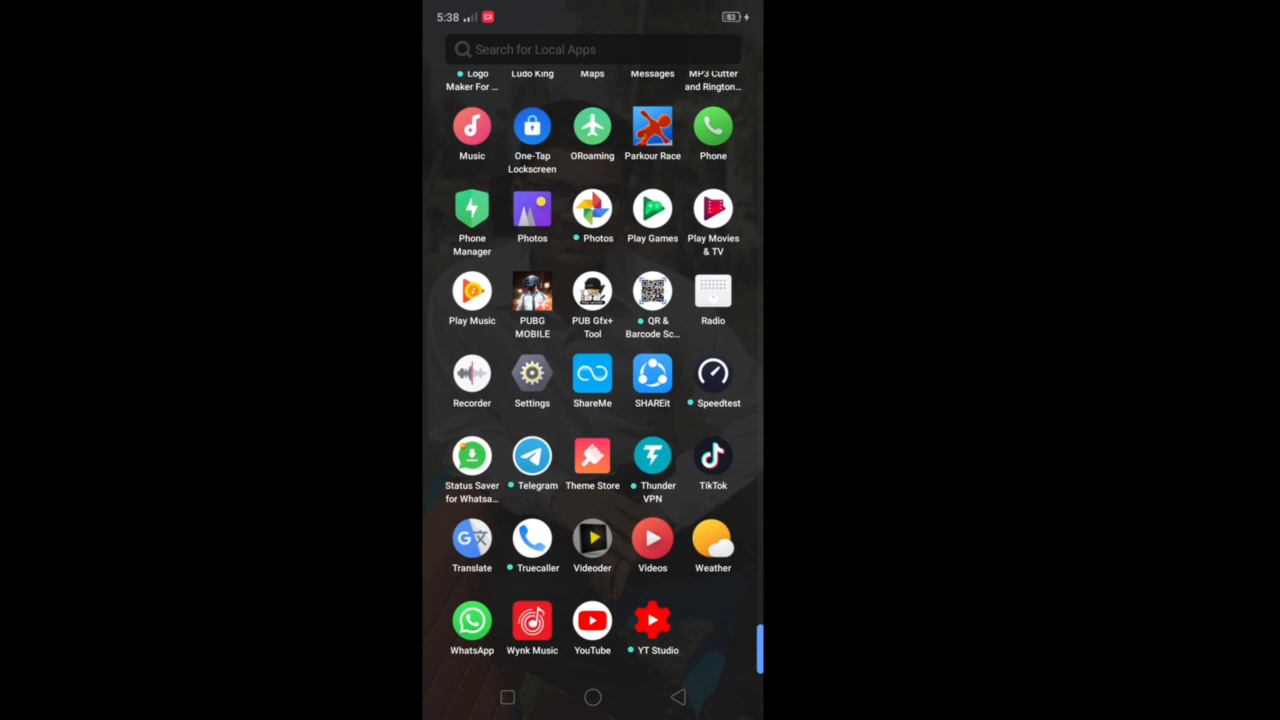 5:38
53
Search for Local Apps
Logo Ludo King Maps Messages MP3 Cutter
Maker For ... and Rington...
Music One-Tap ORoaming Parkour Race Phone
Lockscreen
Phone Photos Photos Play Games Play Movies
Manager & TV
Play Music PUBG PUB Gfx+ QR & Radio
MOBILE Tool Barcode Sc...
Recorder Settings ShareMe SHAREit Speedtest
Status Saver Telegram Theme Store Thunder TikTok
for Whatsa... VPN
Translate Truecaller Videoder Videos Weather
WhatsApp Wynk Music YouTube YT Studio